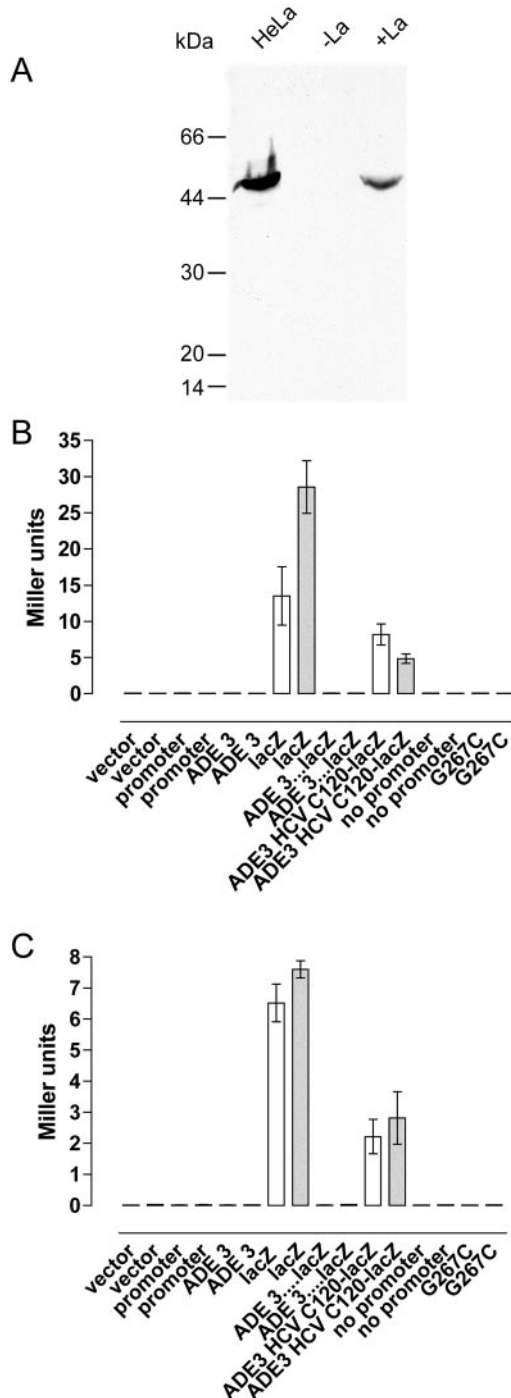 kDa HeLa -La +La
A
66
44
30
20
14
B
Miller units
35
30
25
20
15
10
5
0
vector
vector
promoter
promoter
ADE 3
ADE 3
lacZ
lacZ
ADE 3....lacZ
ADE 3....lacZ
ADE3 HCV C120-lacZ
ADE3 HCV C120-lacZ
no promoter
no promoter
G267C
G267C
C
Miller units
8
7
6
5
4
3
2
1
0
vector
vector
promoter
promoter
ADE 3
ADE 3
lacZ
lacZ
ADE 3....lacZ
ADE 3....lacZ
ADE3 HCV C120-lacZ
ADE3 HCV C120-lacZ
no promoter
no promoter
G267C
G267C